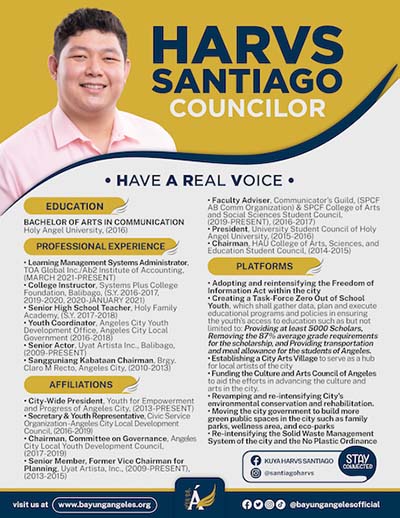 HARVS
SANTIAGO
COUNCILOR
• HAVE A REAL VOICE •
EDUCATION
BACHELOR OF ARTS IN COMMUNICATION
Holy Angel University, (2016)
PROFESSIONAL EXPERIENCE
• Learning Management Systems Administrator,
TOA Global Inc./Ab2 Institute of Accounting,
(MARCH 2021-PRESENT)
• College Instructor, Systems Plus College
Foundation, Balibago, (S.Y. 2016-2017,
2019-2020, 2020-JANUARY 2021)
• Senior High School Teacher, Holy Family
Academy, (S.Y. 2017-2018)
• Youth Coordinator, Angeles City Youth
Development Office, Angeles City Local
Government (2016-2018)
• Senior Actor, Uyat Artista Inc., Balibago,
(2009-PRESENT)
• Sangguniang Kabataan Chairman, Brgy.
Claro M Recto, Angeles City, (2010-2013)
AFFILIATIONS
• City-Wide President, Youth for Empowerment
and Progress of Angeles City, (2013-PRESENT)
• Secretary & Youth Representative, Civic Service
Organization-Angeles City Local Development
Council, (2016-2019)
• Chairman, Committee on Governance, Angeles
City Local Youth Development Council,
(2017-2019)
• Senior Member, Former Vice Chairman for
Planning, Uyat Artista, Inc., (2009-PRESENT),
(2013-2015)
• Faculty Adviser, Communicator's Guild, (SPCF
AB Comm Organization) & SPCF College of Arts
and Social Sciences Student Council,
(2019-PRESENT), (2016-2017)
• President, University Student Council of Holy
Angel University, (2015-2016)
• Chairman, HAU College of Arts, Sciences, and
Education Student Council, (2014-2015)
PLATFORMS
• Adopting and reintensifying the Freedom of
Information Act within the city
• Creating a Task-Force Zero Out of School
Youth, which shall gather data, plan and execute
educational programs and policies in ensuring
the youth's access to education such as but not
limited to: Providing at least 5000 Scholars,
Removing the 87% average grade requirements
for the scholarship, and Providing transportation
and meal allowance for the students of Angeles.
• Establishing a City Arts Village to serve as a hub
for local artists of the city
• Funding the Culture and Arts Council of Angeles
to aid the efforts in advancing the culture and
arts in the city.
• Revamping and re-intensifying City's
environmental conservation and rehabilitation.
• Moving the city government to build more
green public spaces in the city such as family
parks, wellness area, and eco-parks
• Re-intensifying the Solid Waste Management
System of the city and the No Plastic Ordinance
KUYA HARVS SANTIAGO
@santiagoharvs
STAY
CONNECTED
visit us at www.bayungangeles.org
@bayungangelesofficial